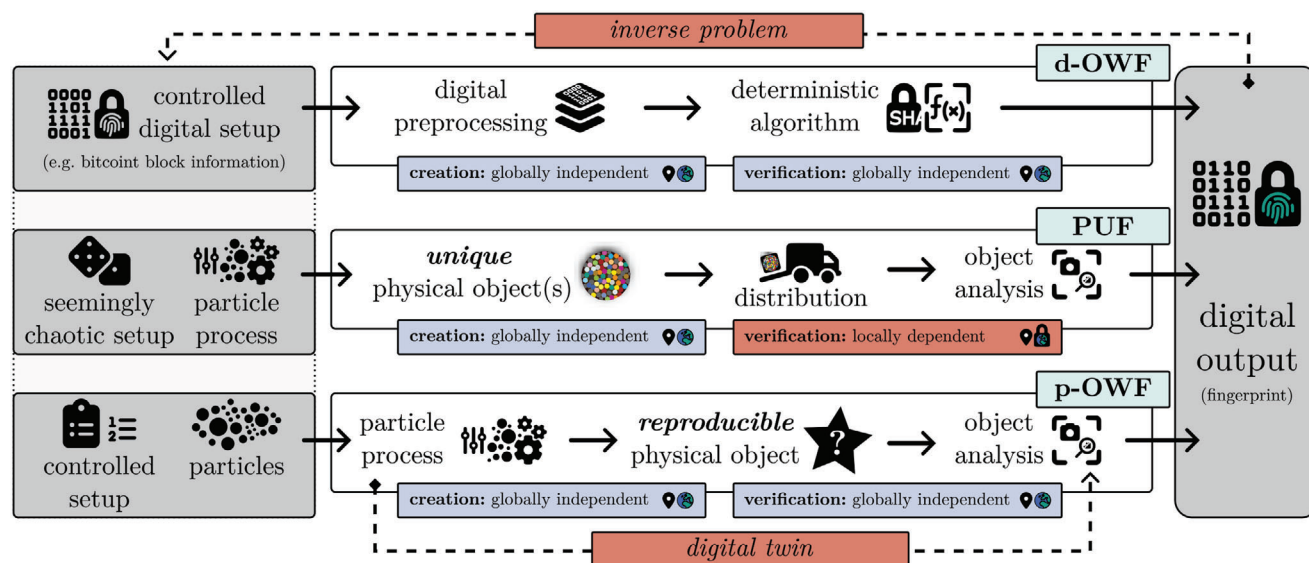 inverse problem
d-OWF
0000
1101
1111
0001
controlled
digital setup
(e.g. bitcoint block information)
digital
preprocessing
deterministic
algorithm
SHA
f(x)
creation: globally independent
verification: globally independent
0110
0110
0111
0010
PUF
seemingly
chaotic setup
particle
process
unique
physical object(s)
distribution
object
analysis
creation: globally independent
verification: locally dependent
digital
output
(fingerprint)
p-OWF
1
2
controlled
setup
particles
particle
process
reproducible
physical object
?
object
analysis
creation: globally independent
verification: globally independent
digital twin